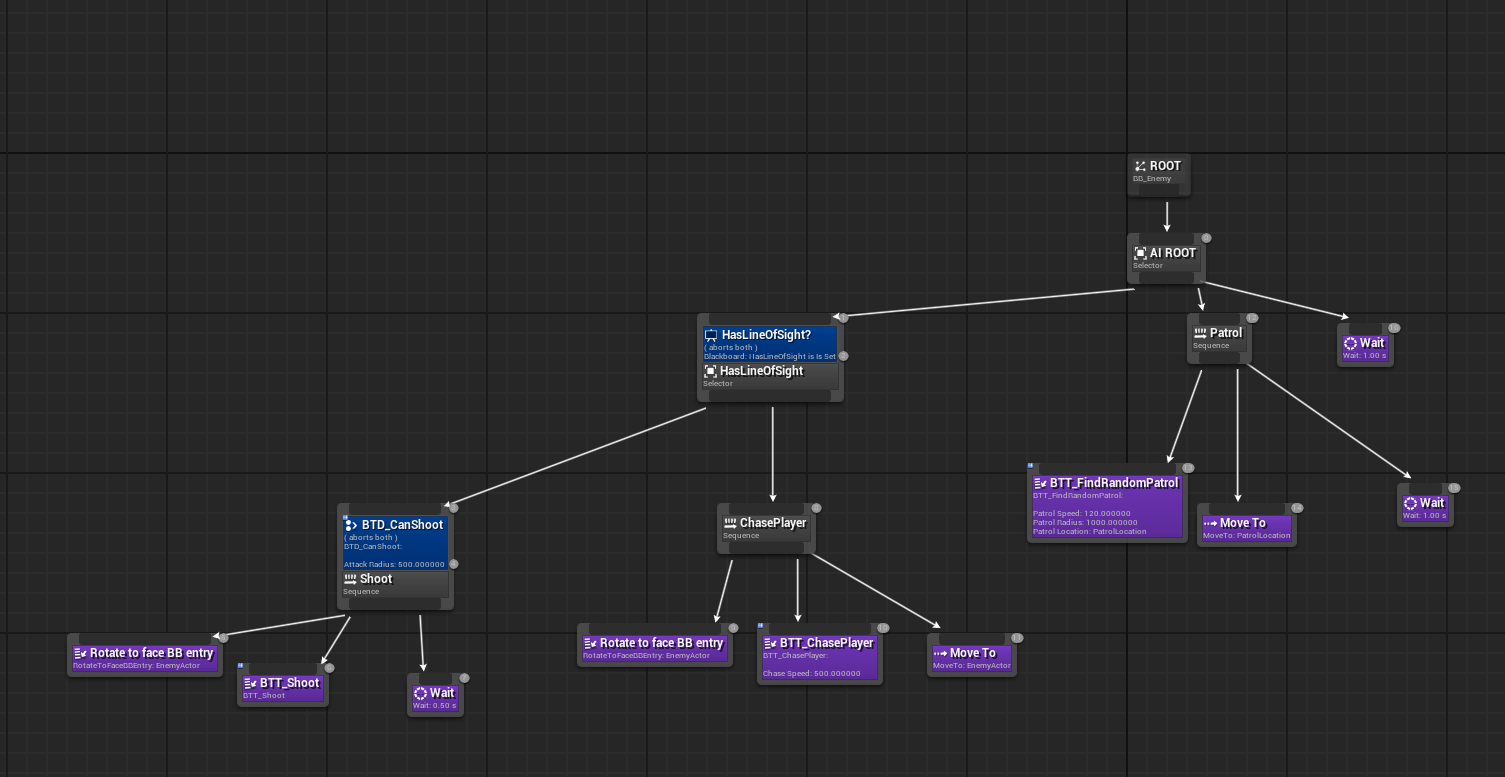 ROOT
BB_Enemy
AI ROOT
Selector
HasLineOfSight?
( aborts both )
Blackboard: HasLineOfSight is Is Set
HasLineOfSight
Selector
Patrol
Sequence
Wait
Wait: 1.00 s
BTD_CanShoot
( aborts both )
BTD_CanShoot:
Attack Radius: 500.000000
Shoot
Sequence
ChasePlayer
Sequence
BTT_FindRandomPatrol
BTT_FindRandomPatrol:
Patrol Speed: 120.000000
Patrol Radius: 1000.000000
Patrol Location: PatrolLocation
Move To
MoveTo: PatrolLocation
Wait
Wait: 1.00 s
Rotate to face BB entry
RotateToFaceBBEntry: EnemyActor
BTT_Shoot
BTT_Shoot
Wait
Wait: 0.50 s
Rotate to face BB entry
RotateToFaceBBEntry: EnemyActor
BTT_ChasePlayer
BTT_ChasePlayer:
Chase Speed: 500.000000
Move To
MoveTo: EnemyActor